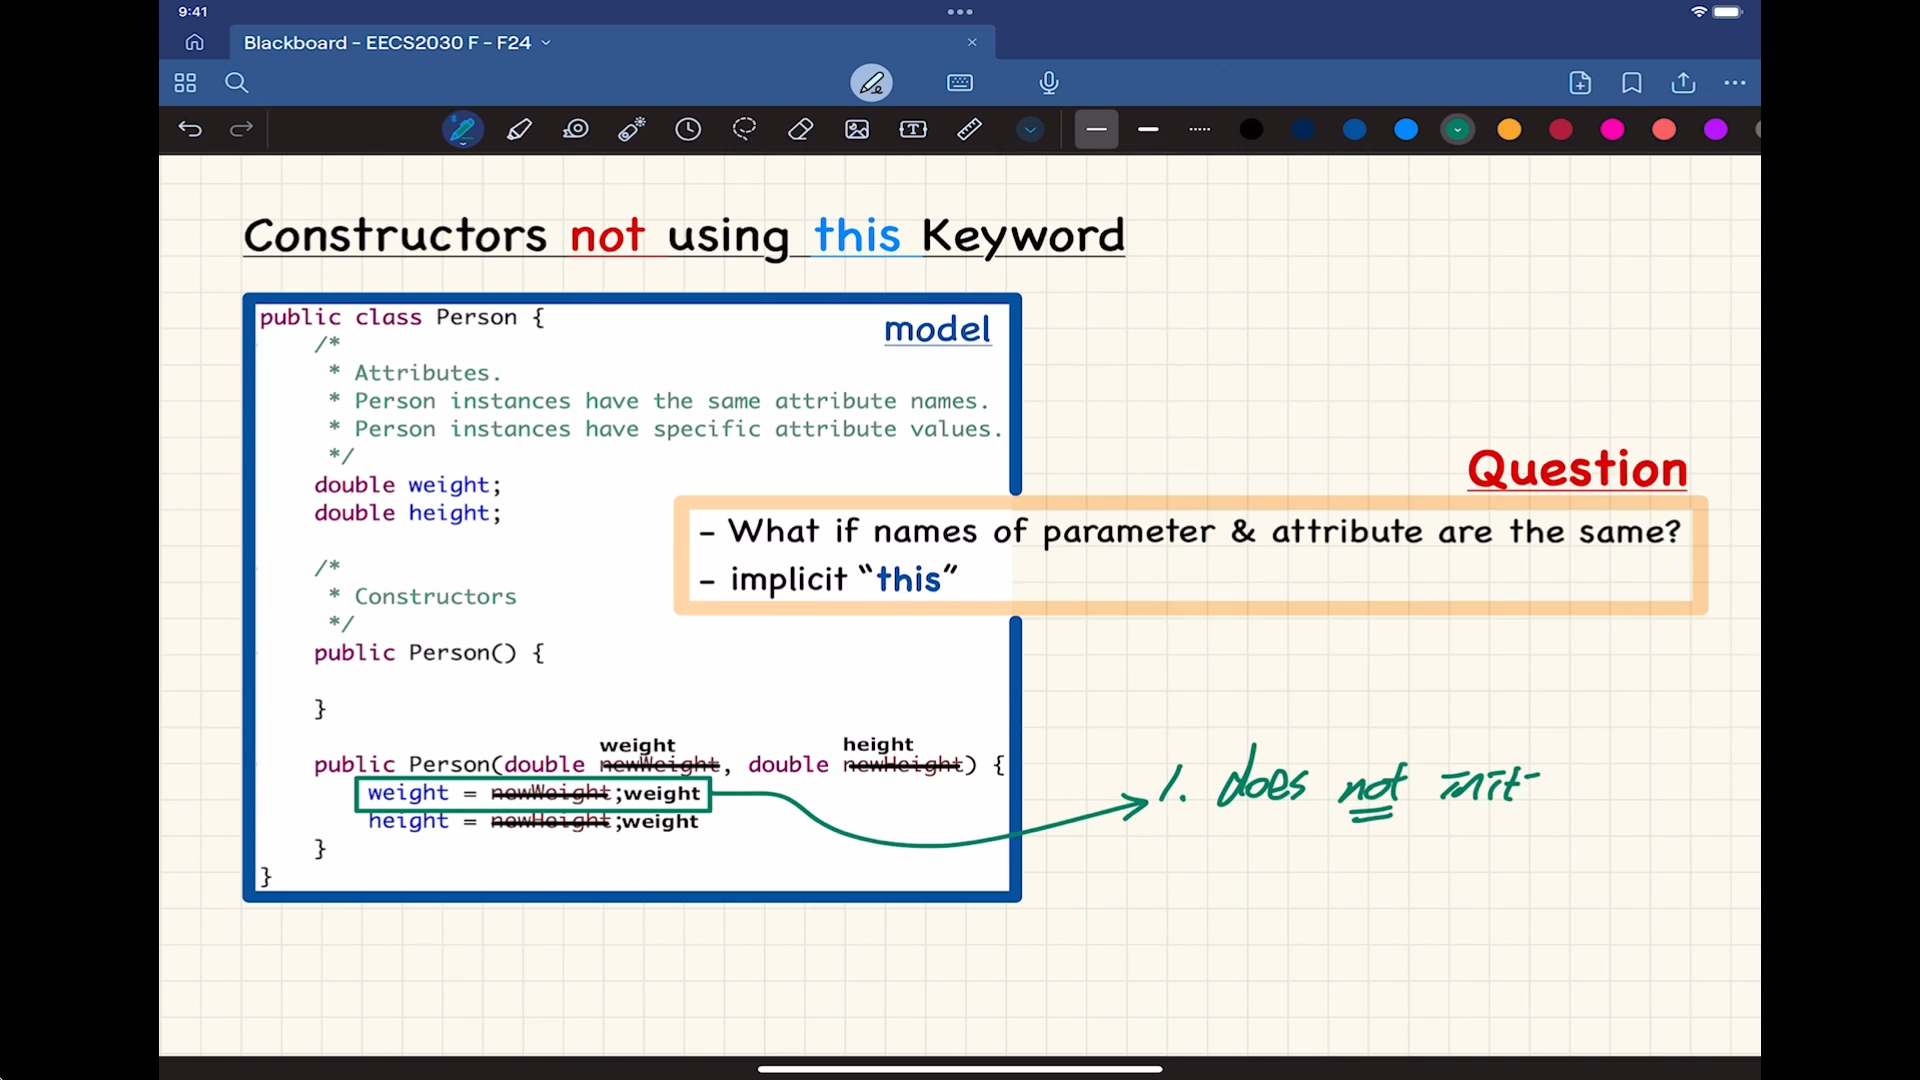 9:41
Blackboard - EECS2030 F - F24
Constructors not using this Keyword
public class Person {
model
/*
* Attributes.
* Person instances have the same attribute names.
* Person instances have specific attribute values.
*/
double weight;
double height;
Question
- What if names of parameter & attribute are the same?
- implicit “this”
/*
* Constructors
*/
public Person() {
}
weight height
public Person(double newWeight, double newHeight) {
weight = newWeight;weight
height = newHeight;weight
}
}
1. does not init